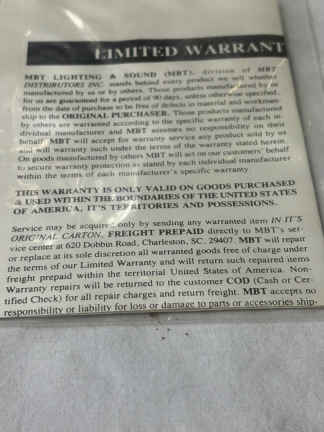 LIMITED WARRANT
MBT LIGHTING & SOUND (MBT), division of MBT
DISTRIBUTORS INC. stands behind every product we sell whether
manufactured by us or by others. Those products manufactured by or
for us are guaranteed for a period of 90 days, unless otherwise specified,
from the date of purchase to be free of defects in material and workman-
ship to the ORIGINAL PURCHASER. Those products manufactured
by others are warranted according to the specific warranty of each in-
dividual manufacturer and MBT assumes no responsibility on their
behalf. MBT will accept for warranty service any product sold by us
and will warranty such under the terms of the warranty stated herein.
On goods manufactured by others MBT will act on our customers' behalf
to secure warranty protection as stated by each individual manufacturer
within the terms of each manufacturer's specific warranty.
THIS WARRANTY IS ONLY VALID ON GOODS PURCHASED
& USED WITHIN THE BOUNDARIES OF THE UNITED STATES
OF AMERICA, IT'S TERRITORIES AND POSSESSIONS.
Service may be acquire only by sending any warranted item IN IT'S
ORIGINAL CARTON, FREIGHT PREPAID directly to MBT's ser-
vice center at 620 Dobbin Road, Charleston, SC. 29407. MBT will repair
or replace at its sole discretion all warranted goods free of charge under
the terms of our Limited Warranty and will return such repaired items
freight prepaid within the territorial United States of America. Non-
Warranty repairs will be returned to the customer COD (Cash or Cer-
tified Check) for all repair charges and return freight. MBT accepts no
responsibility or liability for loss or damage to parts or accessories ship-